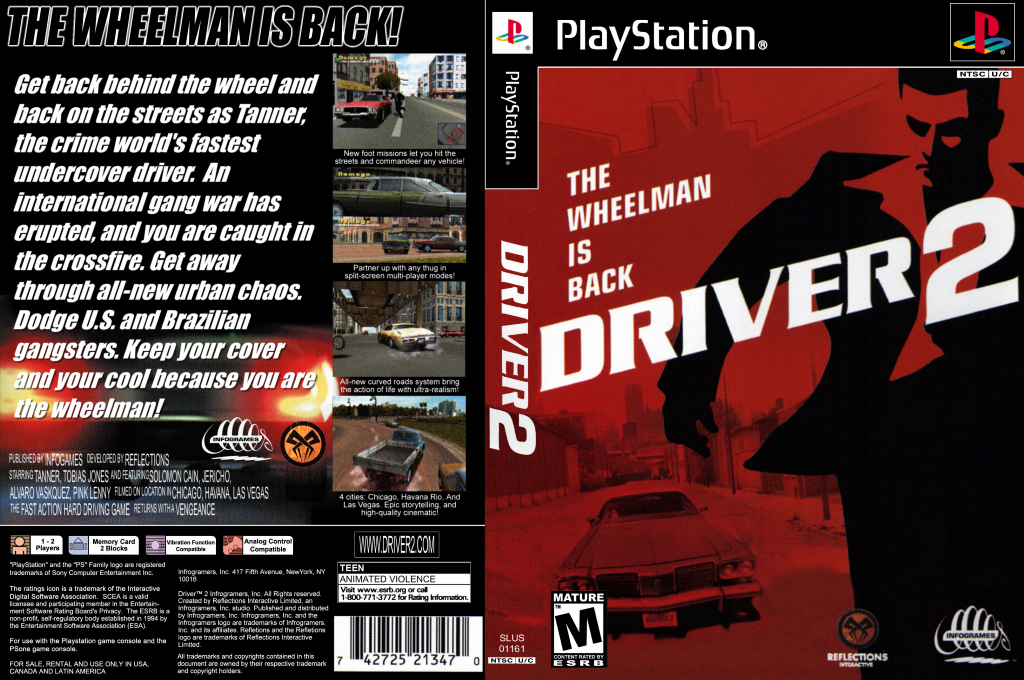 THE WHEELMAN IS BACK!
Get back behind the wheel and
back on the streets as Tanner,
the crime world's fastest
undercover driver. An
international gang war has
erupted, and you are caught in
the crossfire. Get away
through all-new urban chaos.
Dodge U.S. and Brazilian
gangsters. Keep your cover
and your cool because you are
the wheelman!
INFOGRAMES
PUBLISHED BY INFOGAMES DEVELOPED BY REFLECTIONS
STARRING TANNER, TOBIAS JONES AND FEATURING SOLOMON CAIN, JERICHO,
ALVARO VASKQUEZ, PINK LENNY FILMED ON LOCATION IN CHICAGO, HAVANA, LAS VEGAS
THE FAST ACTION HARD DRIVING GAME RETURNS WITH A VENGEANCE
Damage
New foot missions let you hit the
streets and commandeer any vehicle!
Damage
Damage
Partner up with any thug in
split-screen multi-player modes!
All-new curved roads system bring
the action of life with ultra-realism!
4 cities: Chicago, Havana Rio, And
Las Vegas. Epic storytelling, and
high-quality cinematic!
1 - 2
Players
Memory Card
2 Blocks
Vibration Function
Compatible
Analog Control
Compatible
"PlayStation" and the "PS" Family logo are registered
trademarks of Sony Computer Entertainment Inc.
The ratings icon is a trademark of the Interactive
Digital Software Association. SCEA is a valid
licensee and participating member in the Entertain-
ment Software Rating Board's Privacy. The ESRB is a
non-profit, self-regulatory body established in 1994 by
the Entertainment Software Association (ESA).
For use with the Playstation game console and the
PSone game console.
FOR SALE, RENTAL AND USE ONLY IN USA,
CANADA AND LATIN AMERICA
Infrogramers, Inc. 417 Fifth Avenue, NewYork, NY
10016
Driver™ 2 Infrogramers, Inc. All Rights reserved.
Created by Reflections Interactive Limited, an
Infrogramers, Inc. studio. Published and distributed
by Infrogramers, Inc. Infrogramers, Inc. and the
Infrogramers logo are trademarks of Infrogramers,
Inc. and its affiliates. Refletions and the Refletions
logo are trademarks of Reflections Interactive
Limited.
All trademarks and copyrights contained in this
document are owned by their respective trademark
and copyright holders.
WWW.DRIVER2.COM
TEEN
ANIMATED VIOLENCE
Visit www.esrb.org or call
1-800-771-3772 for Rating Information.
7 42725 21347 0
®
PlayStation®
DRIVER 2
SLUS
01161
NTSC U/C
PlayStation®
®
NTSC U/C
THE
WHEELMAN
IS
BACK
DRIVER 2
MATURE
™
M
CONTENT RATED BY
ESRB
REFLECTIONS
INTERACTIVE
INFOGRAMES